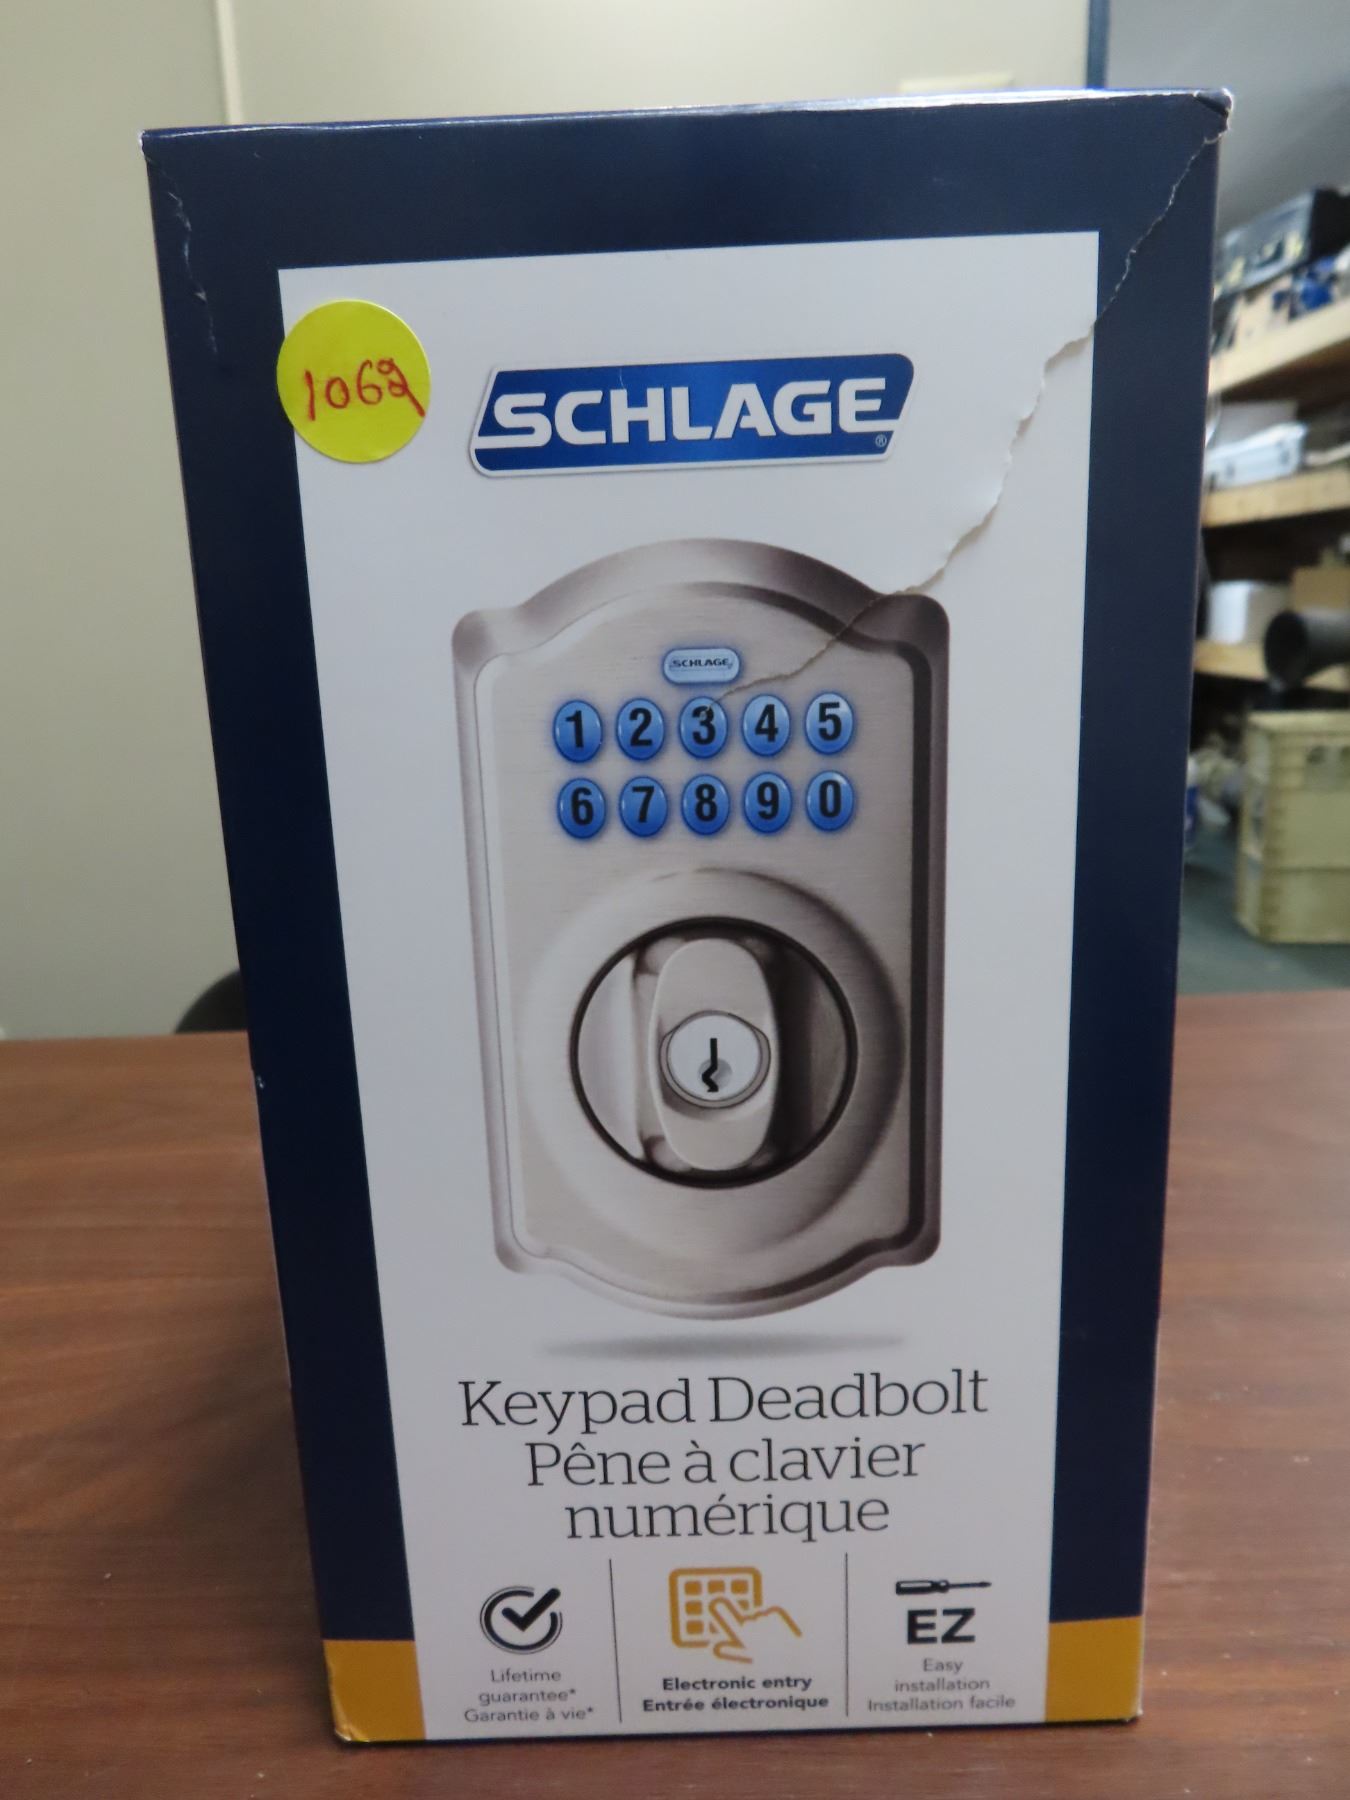 1062
SCHLAGE®
SCHLAGE
1 2 3 4 5
6 7 8 9 0
Keypad Deadbolt
Pêne à clavier
numérique
Lifetime
guarantee*
Garantie à vie*
Electronic entry
Entrée électronique
EZ
Easy
installation
Installation facile